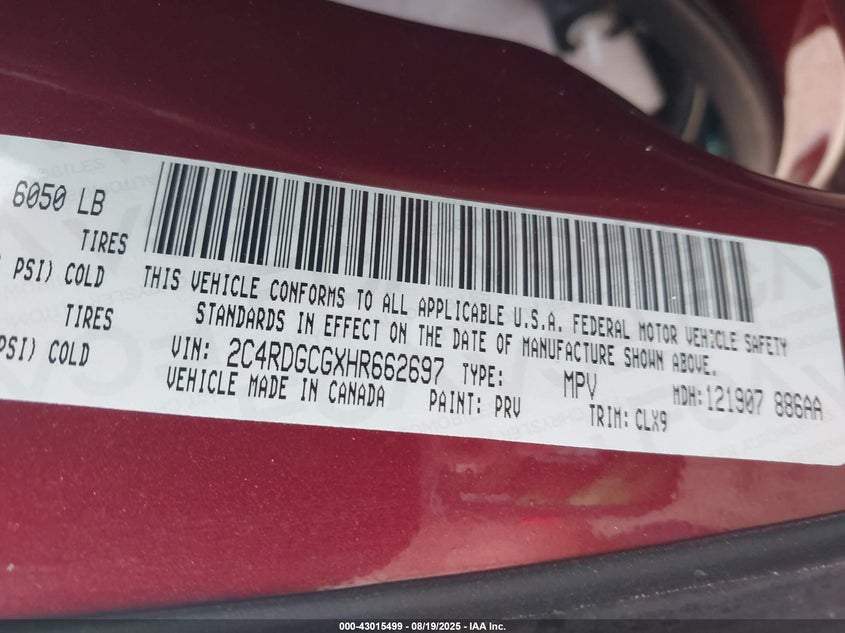 6050 LB
TIRES
PSI) COLD
TIRES
PSI) COLD
THIS VEHICLE CONFORMS TO ALL APPLICABLE U.S.A. FEDERAL MOTOR VEHICLE SAFETY
STANDARDS IN EFFECT ON THE DATE OF MANUFACTURE SHOWN ABOVE.
VIN: 2C4RDGCGXHR662697 TYPE: MPV MDH:121907 886AA
VEHICLE MADE IN CANADA PAINT: PRV TRIM: CLX9
000-43015499 - 08/19/2025 - IAA Inc.